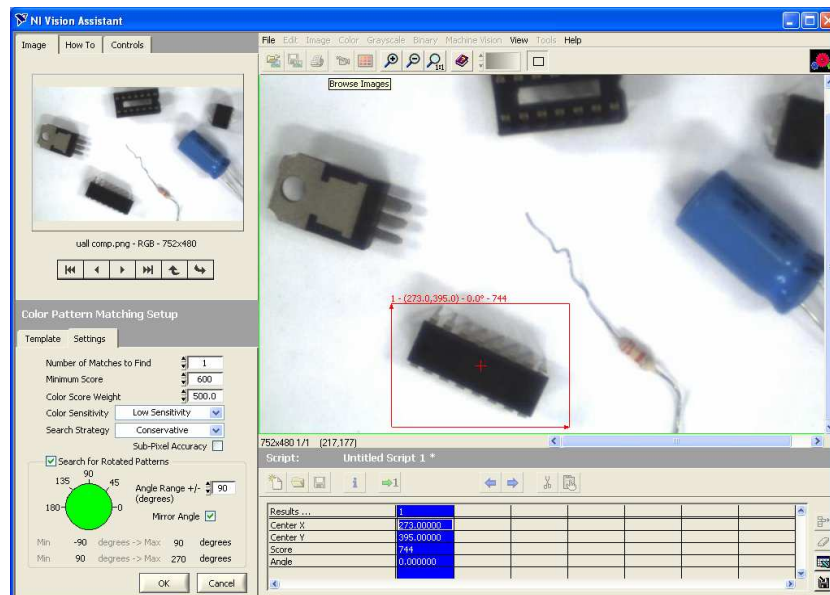 NI Vision Assistant
Image How To Controls
File Edit Image Color Grayscale Binary Machine Vision View Tools Help
1:1
Browse Images
uall comp.png - RGB - 752x480
1 - (273.0,395.0) - 0.0° - 744
Color Pattern Matching Setup
Template Settings
Number of Matches to Find 1
Minimum Score 600
Color Score Weight 500.0
Color Sensitivity Low Sensitivity
Search Strategy Conservative
Sub-Pixel Accuracy
Search for Rotated Patterns
90
135 45
180- -0
Angle Range +/- 90
(degrees)
Mirror Angle
Min -90 degrees -> Max 90 degrees
Min 90 degrees -> Max 270 degrees
OK Cancel
752x480 1/1 (217,177)
Script: Untitled Script 1 *
1
Results ... 1
Center X 273.00000
Center Y 395.00000
Score 744
Angle 0.000000